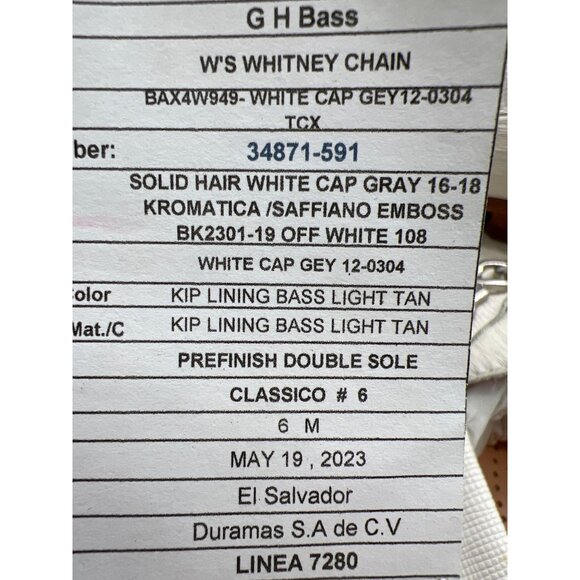 G H Bass
W'S WHITNEY CHAIN
BAX4W949- WHITE CAP GEY12-0304
TCX
ber: 34871-591
SOLID HAIR WHITE CAP GRAY 16-18
KROMATICA /SAFFIANO EMBOSS
BK2301-19 OFF WHITE 108
WHITE CAP GEY 12-0304
Color KIP LINING BASS LIGHT TAN
Mat./C KIP LINING BASS LIGHT TAN
PREFINISH DOUBLE SOLE
CLASSICO # 6
6 M
MAY 19 , 2023
El Salvador
Duramas S.A de C.V
LINEA 7280